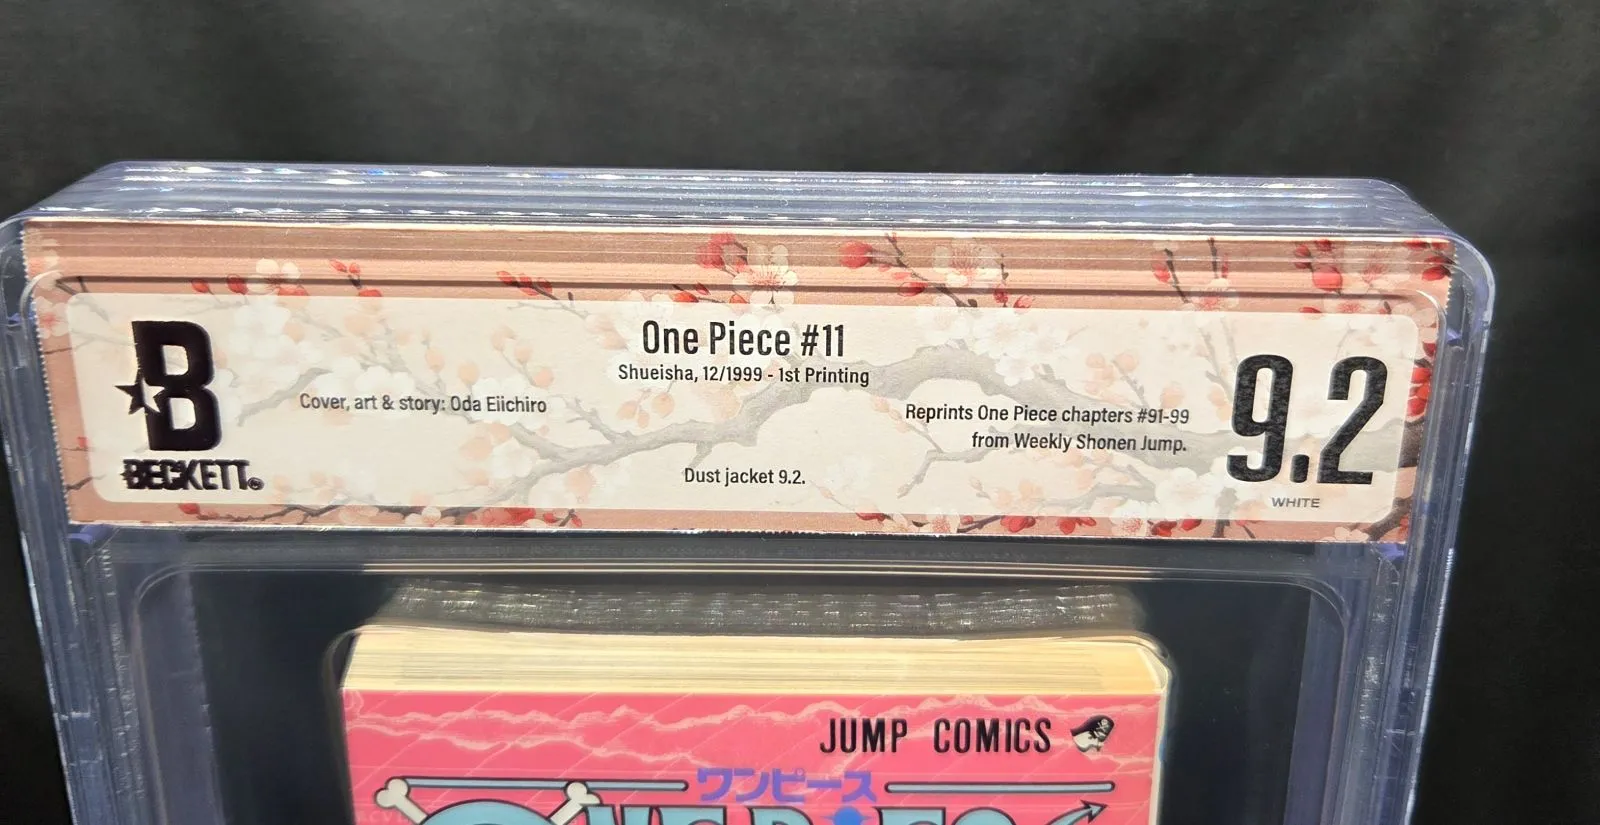 One Piece #11
Shueisha, 12/1999 - 1st Printing
Cover, art & story: Oda Eiichiro
Reprints One Piece chapters #91-99
from Weekly Shonen Jump.
Dust jacket 9.2.
B
BECKETT®
9.2
WHITE
JUMP COMICS
ワンピース
ONE PIEC